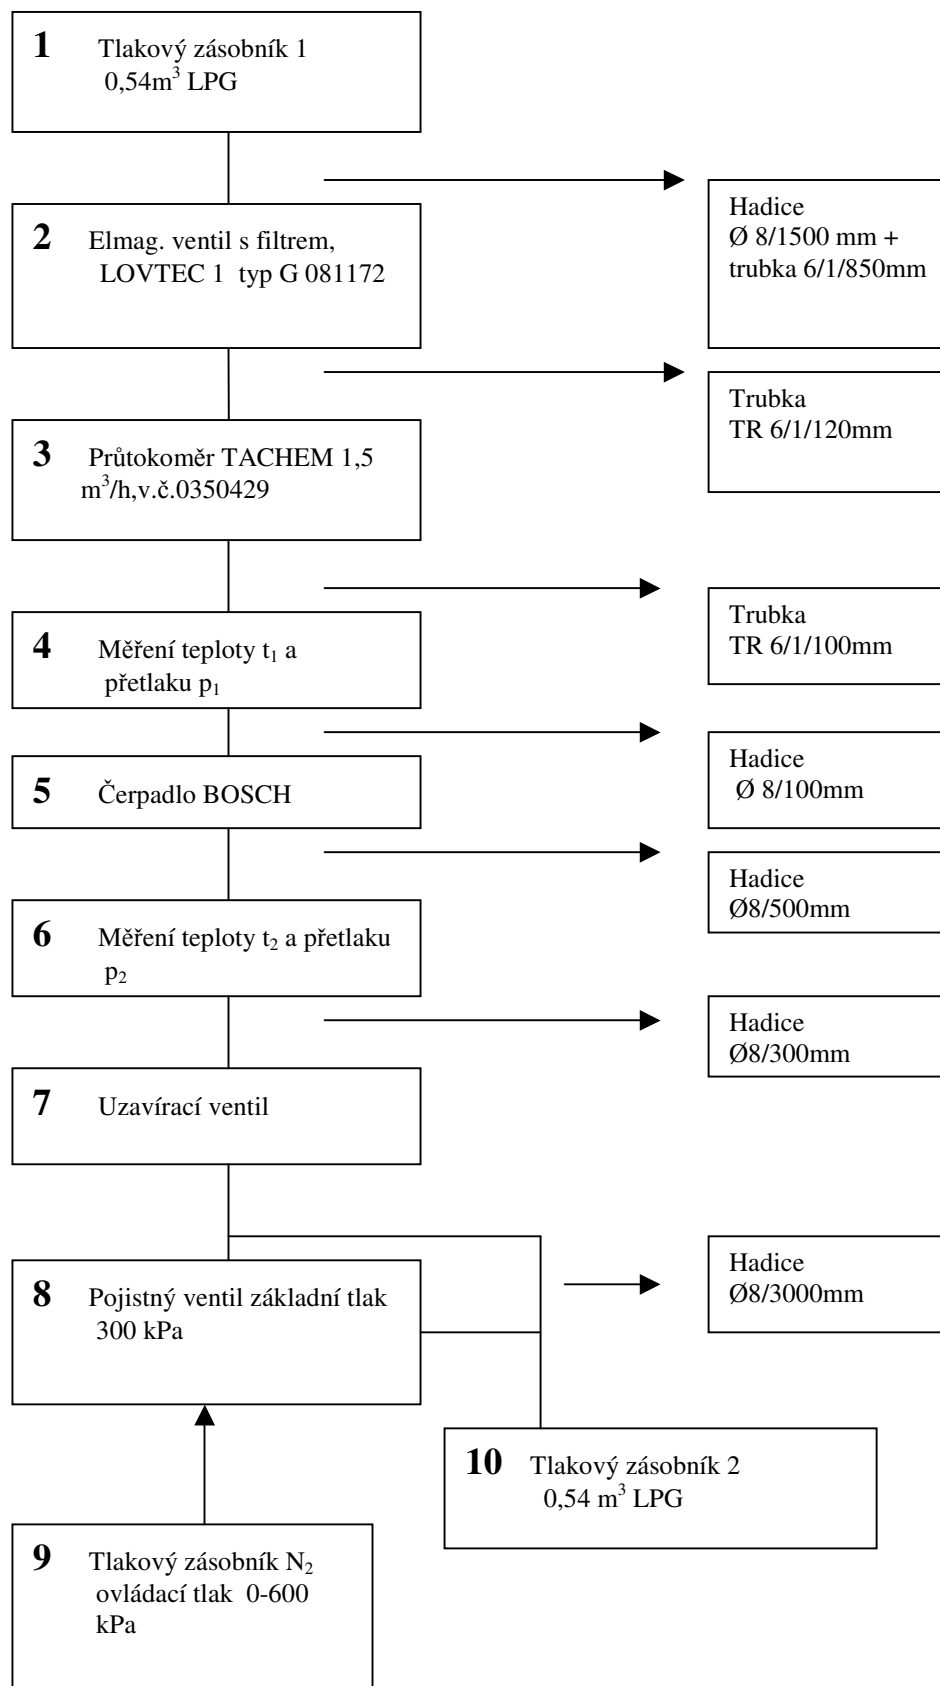 1 Tlakový zásobník 1
0,54m³ LPG
Hadice
Ø 8/1500 mm +
trubka 6/1/850mm
2 Elmag. ventil s filtrem,
LOVTEC 1 typ G 081172
Trubka
TR 6/1/120mm
3 Průtokoměr TACHEM 1,5
m³/h,v.č.0350429
Trubka
TR 6/1/100mm
4 Měření teploty t₁ a
přetlaku p₁
Hadice
Ø 8/100mm
5 Čerpadlo BOSCH
Hadice
Ø8/500mm
6 Měření teploty t₂ a přetlaku
p₂
Hadice
Ø8/300mm
7 Uzavírací ventil
Hadice
Ø8/3000mm
8 Pojistný ventil základní tlak
300 kPa
10 Tlakový zásobník 2
0,54 m³ LPG
9 Tlakový zásobník N₂
ovládací tlak 0-600
kPa